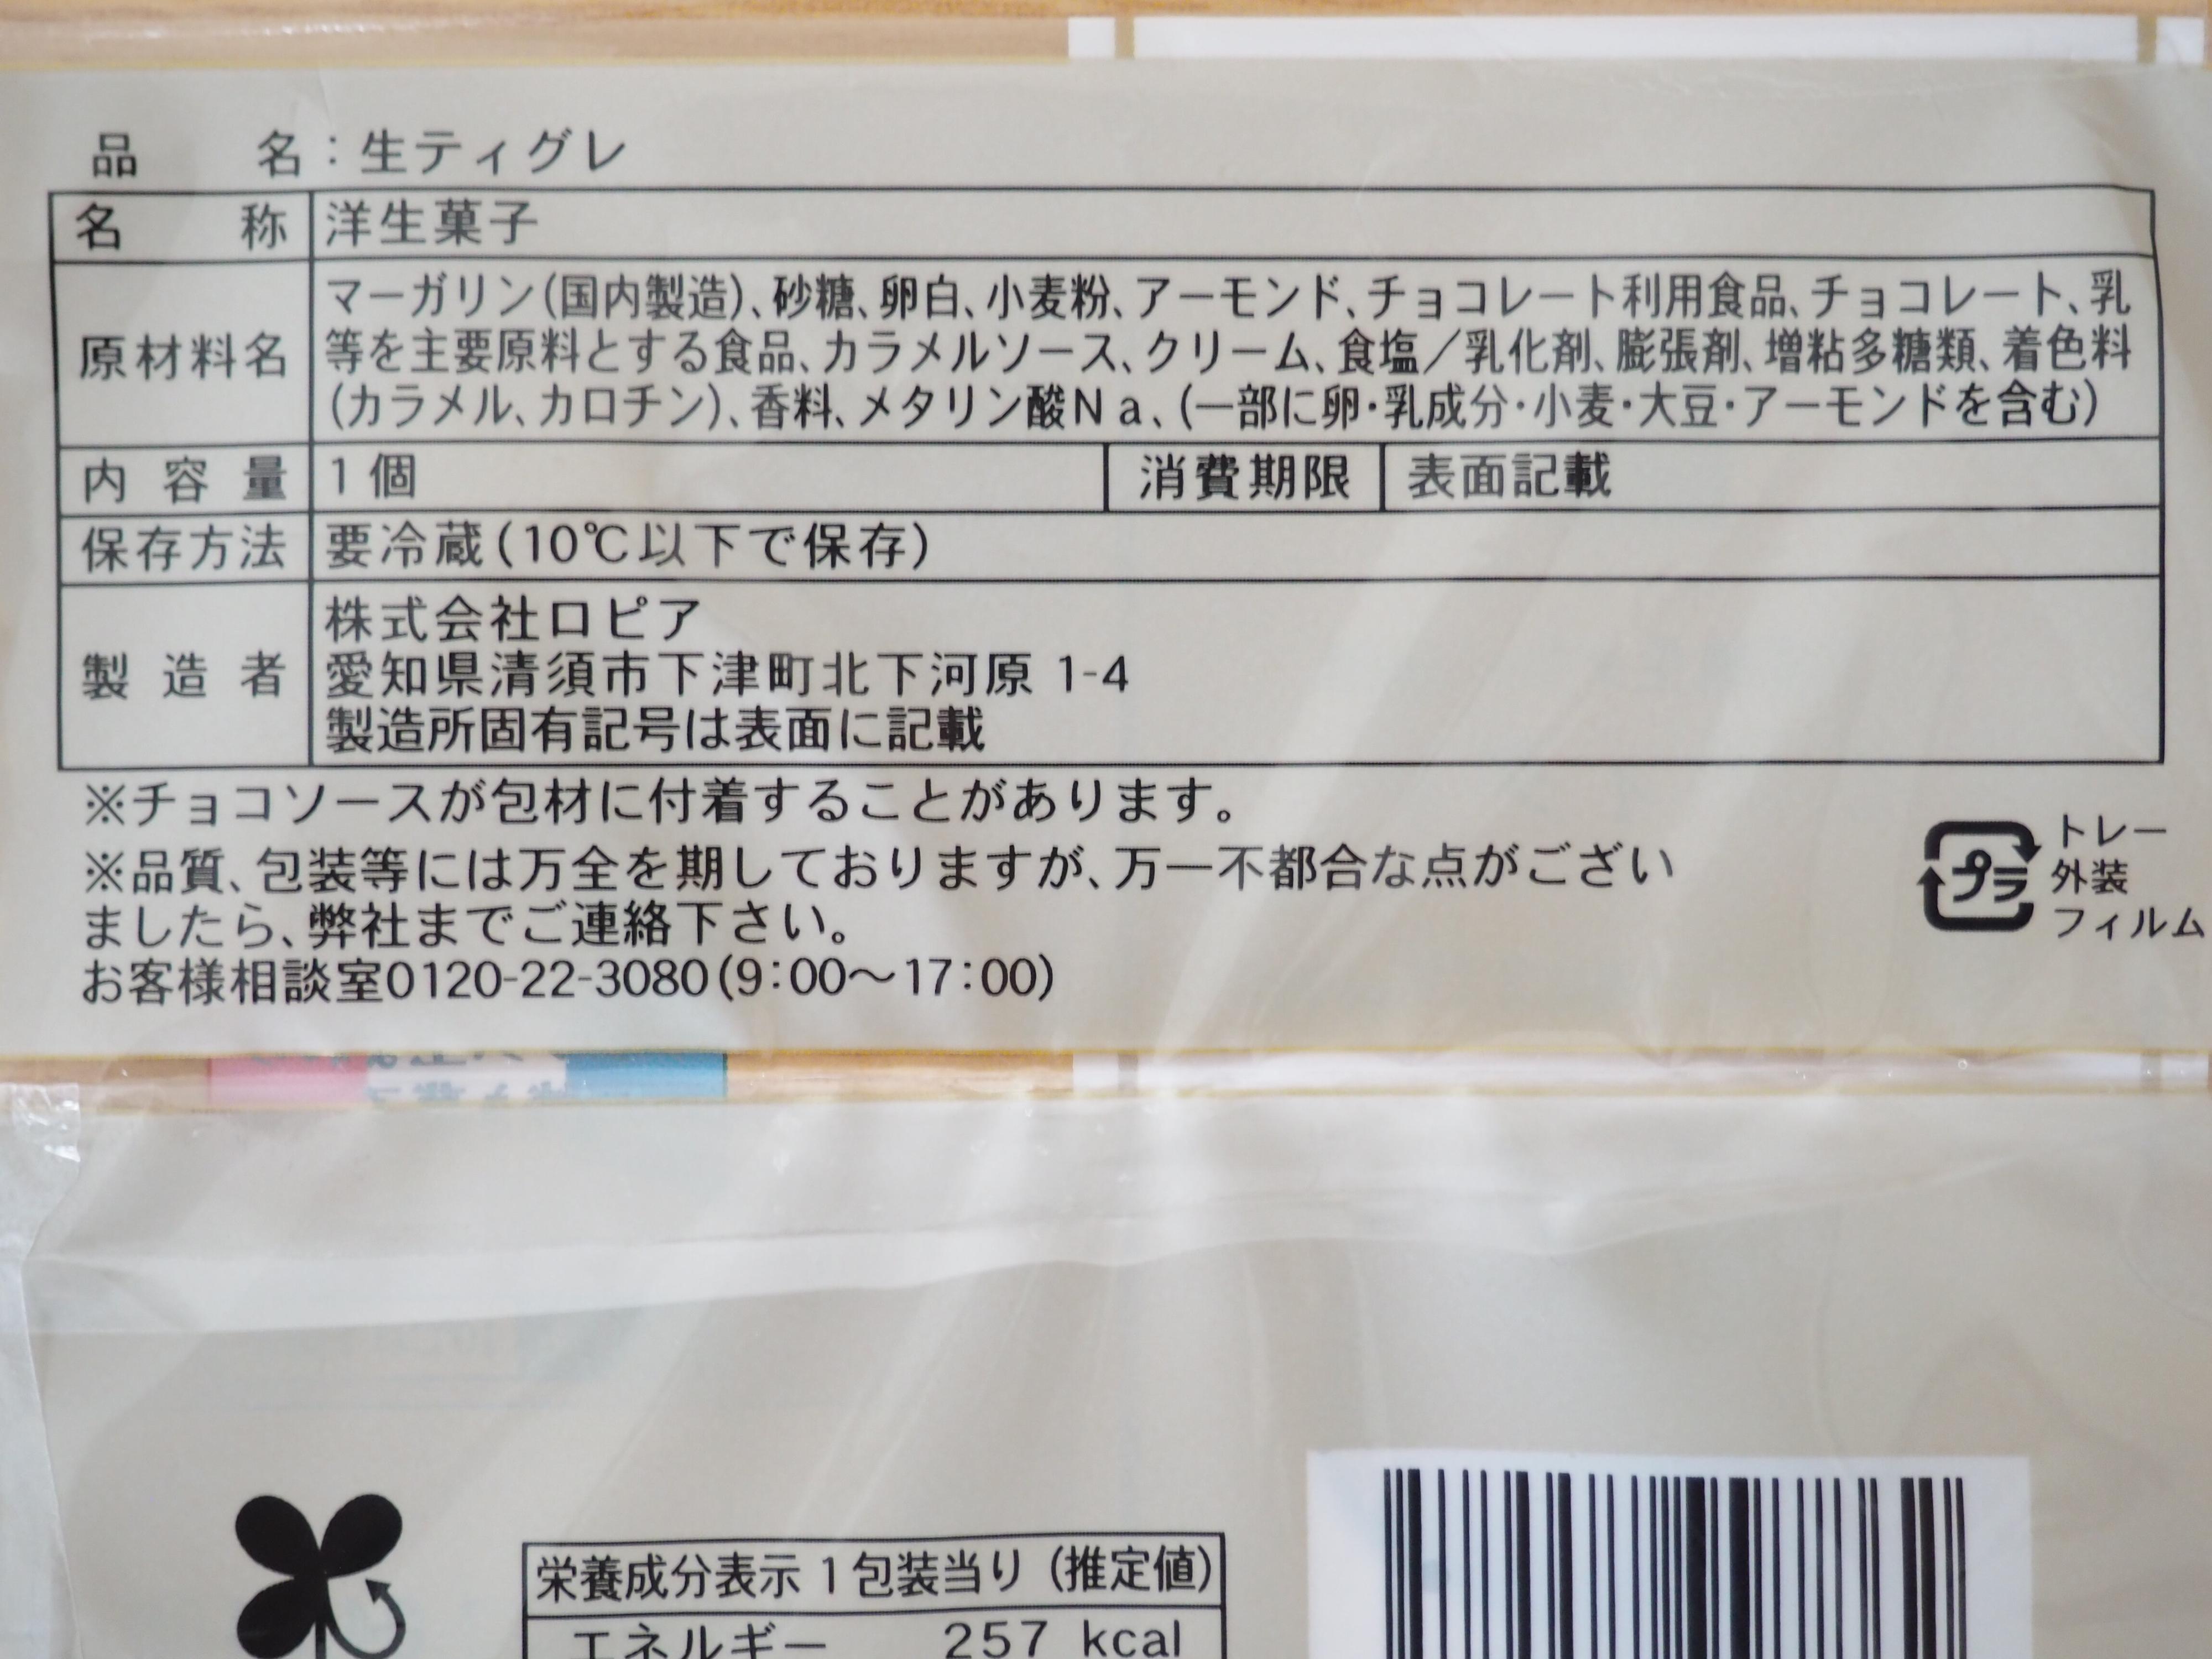 品　名：生ティグレ
名　称 洋生菓子
原材料名 マーガリン(国内製造)、砂糖、卵白、小麦粉、アーモンド、チョコレート利用食品、チョコレート、乳
等を主要原料とする食品、カラメルソース、クリーム、食塩／乳化剤、膨張剤、増粘多糖類、着色料
(カラメル、カロチン)、香料、メタリン酸Na、(一部に卵・乳成分・小麦・大豆・アーモンドを含む)
内容量 1個 消費期限 表面記載
保存方法 要冷蔵(10℃以下で保存)
製造者 株式会社ロピア
愛知県清須市下津町北下河原 1-4
製造所固有記号は表面に記載
※チョコソースが包材に付着することがあります。
※品質、包装等には万全を期しておりますが、万一不都合な点がござい
ましたら、弊社までご連絡下さい。
お客様相談室0120-22-3080(9:00～17:00)
プラ
トレー
外装
フィルム
栄養成分表示 1包装当り (推定値)
エネルギー 257 kcal